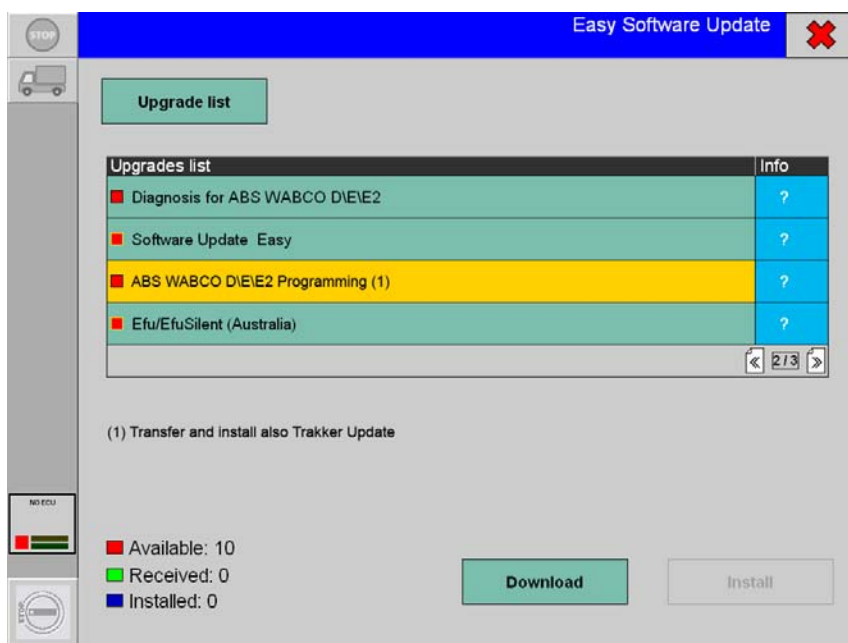 STOP
Easy Software Update
Upgrade list
Upgrades list Info
Diagnosis for ABS WABCO D\E\E2 ?
Software Update Easy ?
ABS WABCO D\E\E2 Programming (1) ?
Efu/EfuSilent (Australia) ?
2/3
(1) Transfer and install also Trakker Update
NO ECU
Available: 10
Received: 0
Installed: 0
Download
Install
STOP